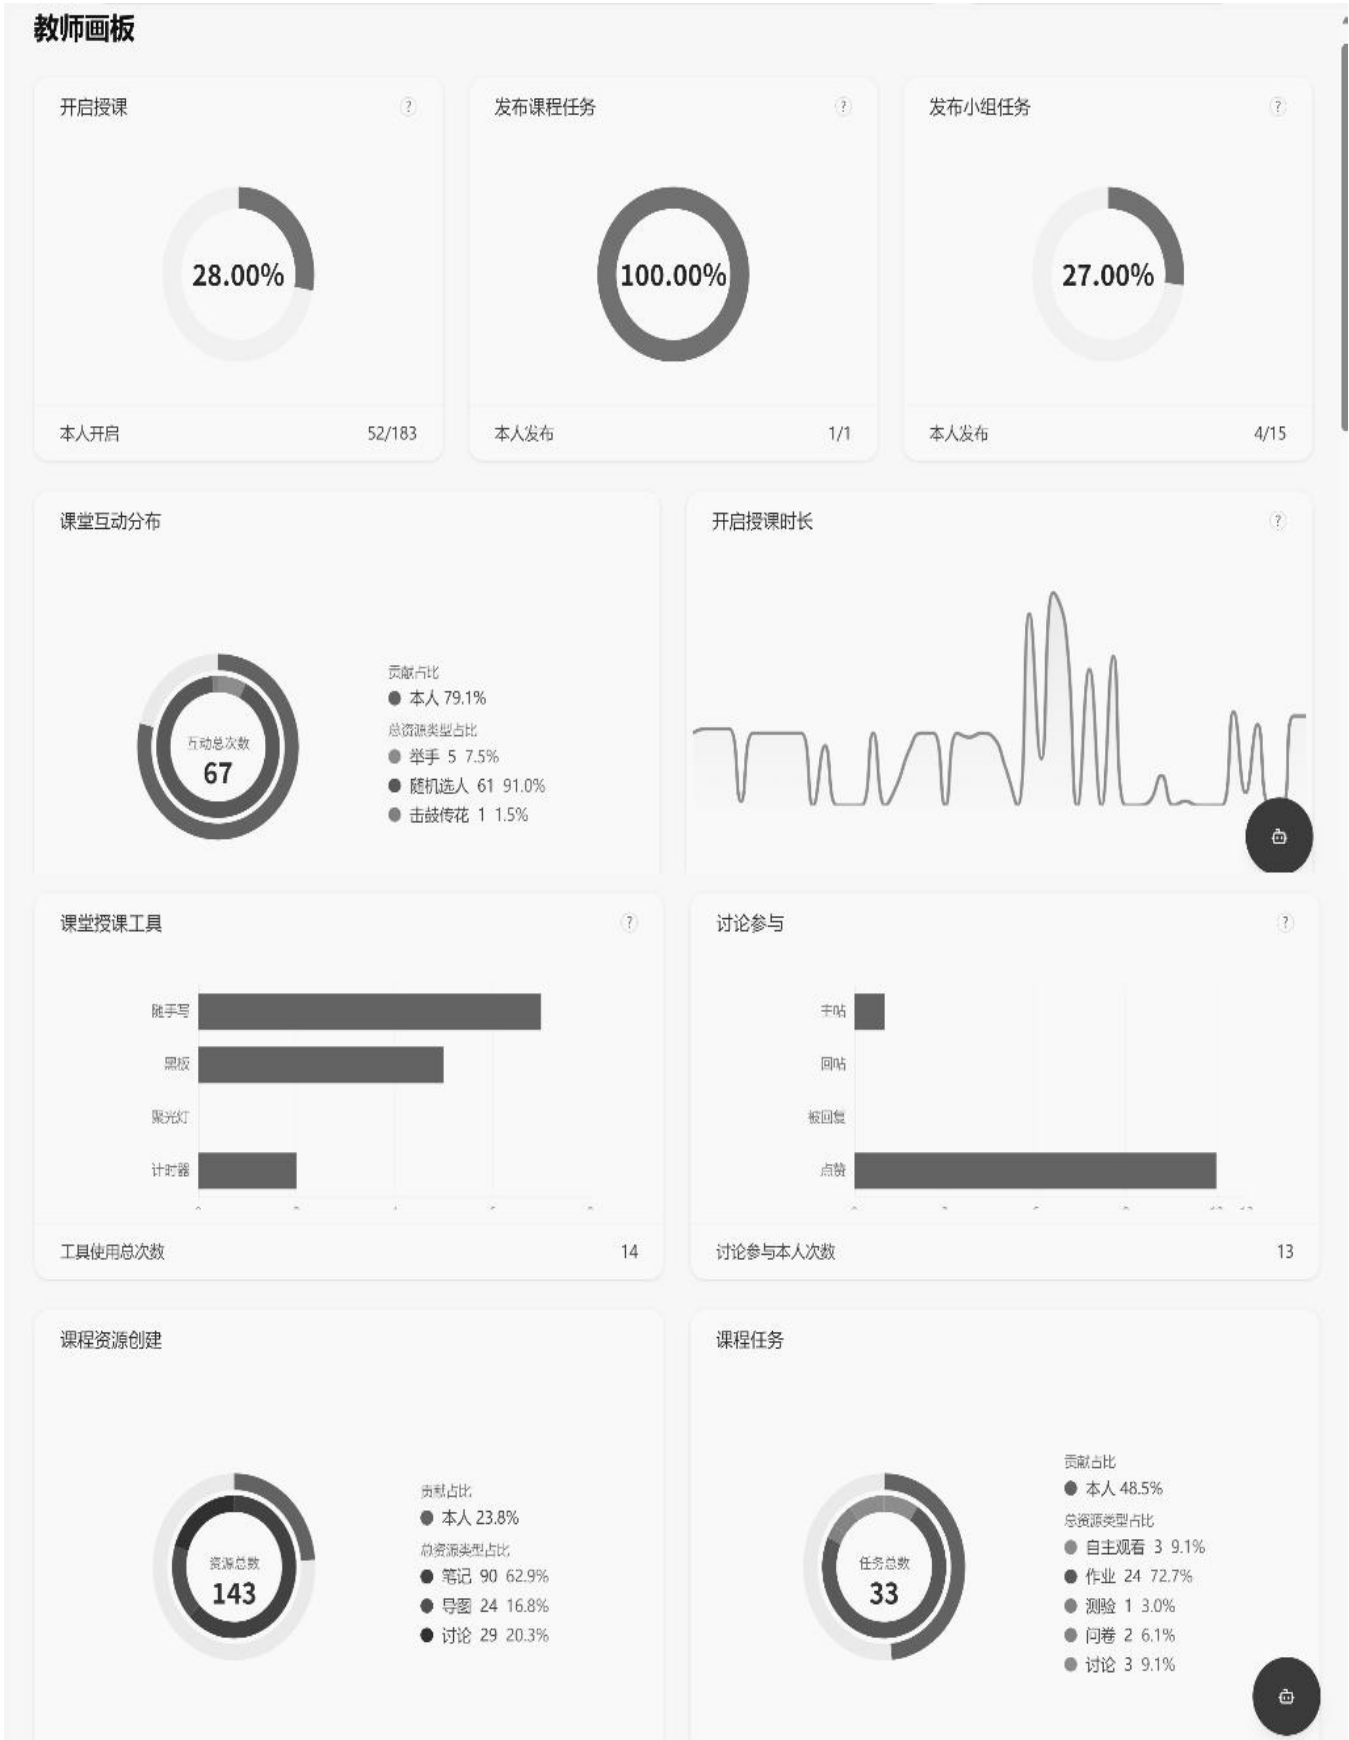 教师画板
开启授课 ?
28.00%
本人开启 52/183
发布课程任务 ?
100.00%
本人发布 1/1
发布小组任务 ?
27.00%
本人发布 4/15
课堂互动分布
互动总次数
67
贡献占比
本人 79.1%
总资源类型占比
举手 5 7.5%
随机选人 61 91.0%
击鼓传花 1 1.5%
开启授课时长 ?
课堂授课工具 ?
随手写
黑板
聚光灯
计时器
工具使用总次数 14
讨论参与 ?
主帖
回帖
被回复
点赞
讨论参与本人次数 13
课程资源创建
资源总数
143
贡献占比
本人 23.8%
总资源类型占比
笔记 90 62.9%
导图 24 16.8%
讨论 29 20.3%
课程任务
任务总数
33
贡献占比
本人 48.5%
总资源类型占比
自主观看 3 9.1%
作业 24 72.7%
测验 1 3.0%
问卷 2 6.1%
讨论 3 9.1%